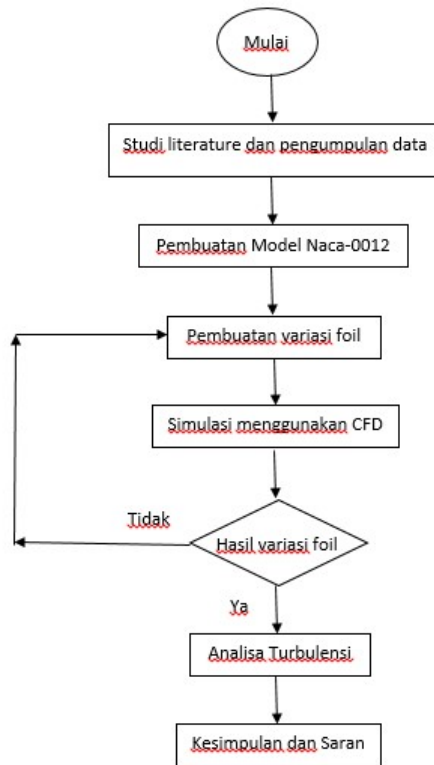 Mulai
Studi literature dan pengumpulan data
Pembuatan Model Naca-0012
Pembuatan variasi foil
Simulasi menggunakan CFD
Tidak
Hasil variasi foil
Ya
Analisa Turbulensi
Kesimpulan dan Saran